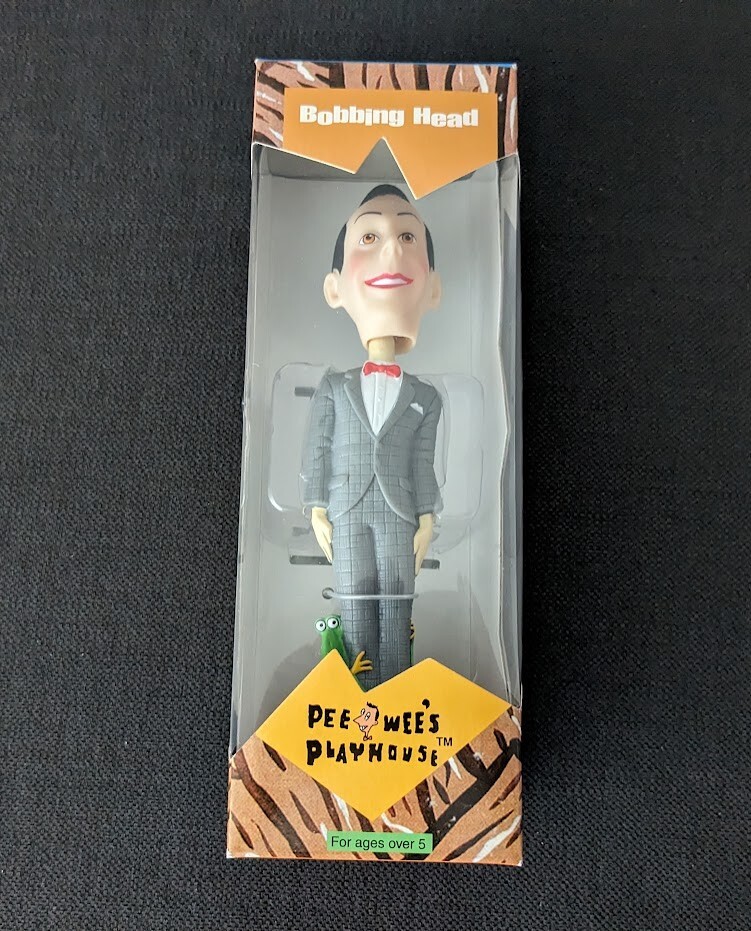 Bobbing Head
PEE WEE'S
PLAYHOUSE™
For ages over 5